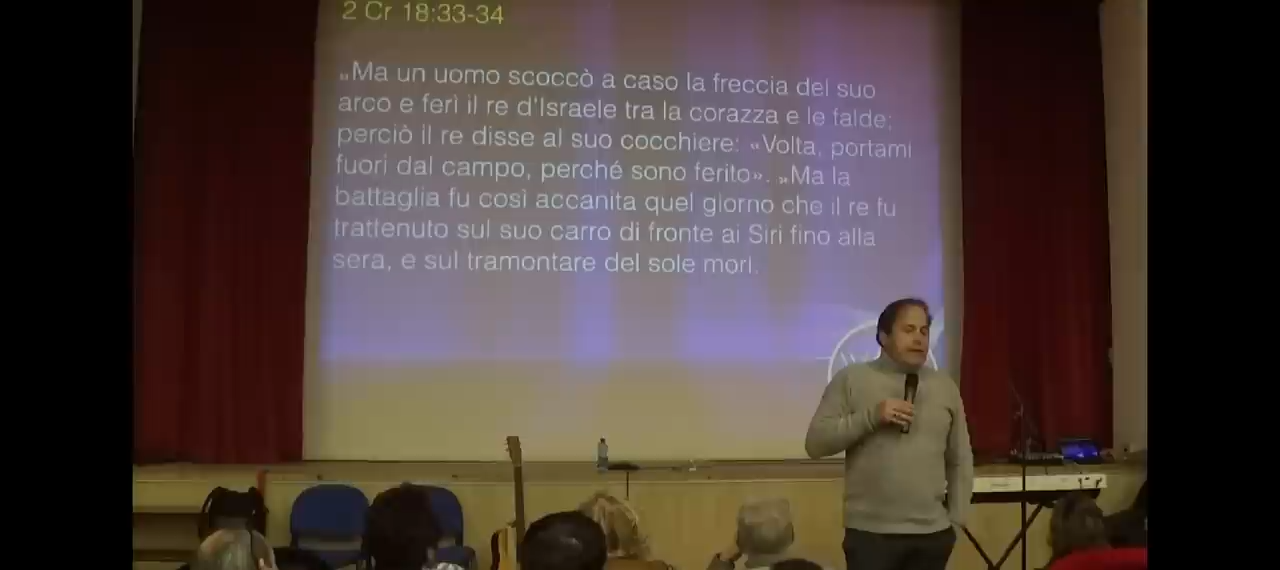 2 Cr 18:33-34
„Ma un uomo scoccò a caso la freccia del suo
arco e ferì il re d'Israele tra la corazza e le falde;
perciò il re disse al suo cocchiere: «Volta, portami
fuori dal campo, perché sono ferito». „Ma la
battaglia fu così accanita quel giorno che il re fu
trattenuto sul suo carro di fronte ai Siri fino alla
sera, e sul tramontare del sole morì.